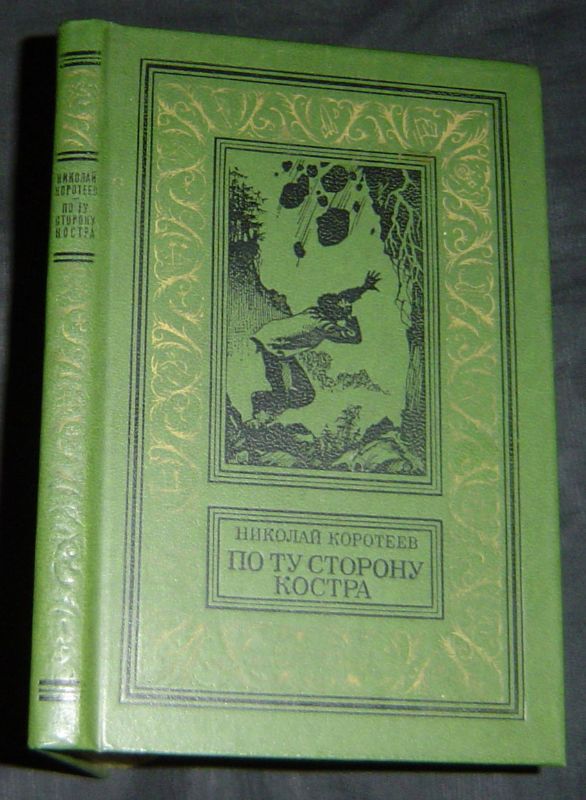 НИКОЛАЙ
КОРОТЕЕВ
ПО ТУ
СТОРОНУ
КОСТРА
НИКОЛАЙ КОРОТЕЕВ
ПО ТУ СТОРОНУ
КОСТРА